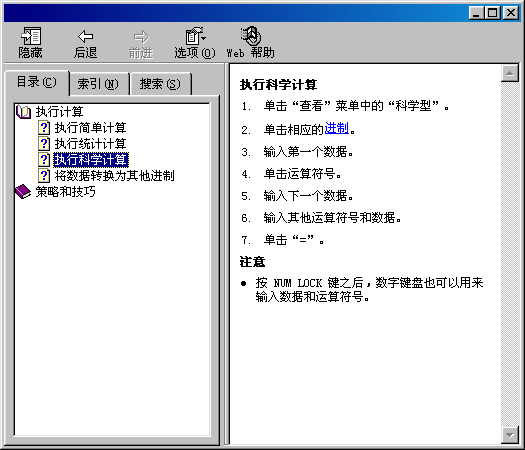 隐藏
后退
前进
选项(O)
Web 帮助
目录(C)
索引(N)
搜索(S)
执行计算
执行简单计算
执行统计计算
执行科学计算
将数据转换为其他进制
策略和技巧
执行科学计算
1. 单击“查看”菜单中的“科学型”。
2. 单击相应的进制。
3. 输入第一个数据。
4. 单击运算符号。
5. 输入下一个数据。
6. 输入其他运算符号和数据。
7. 单击“=”。
注意
● 按 NUM LOCK 键之后，数字键盘也可以用来
输入数据和运算符号。